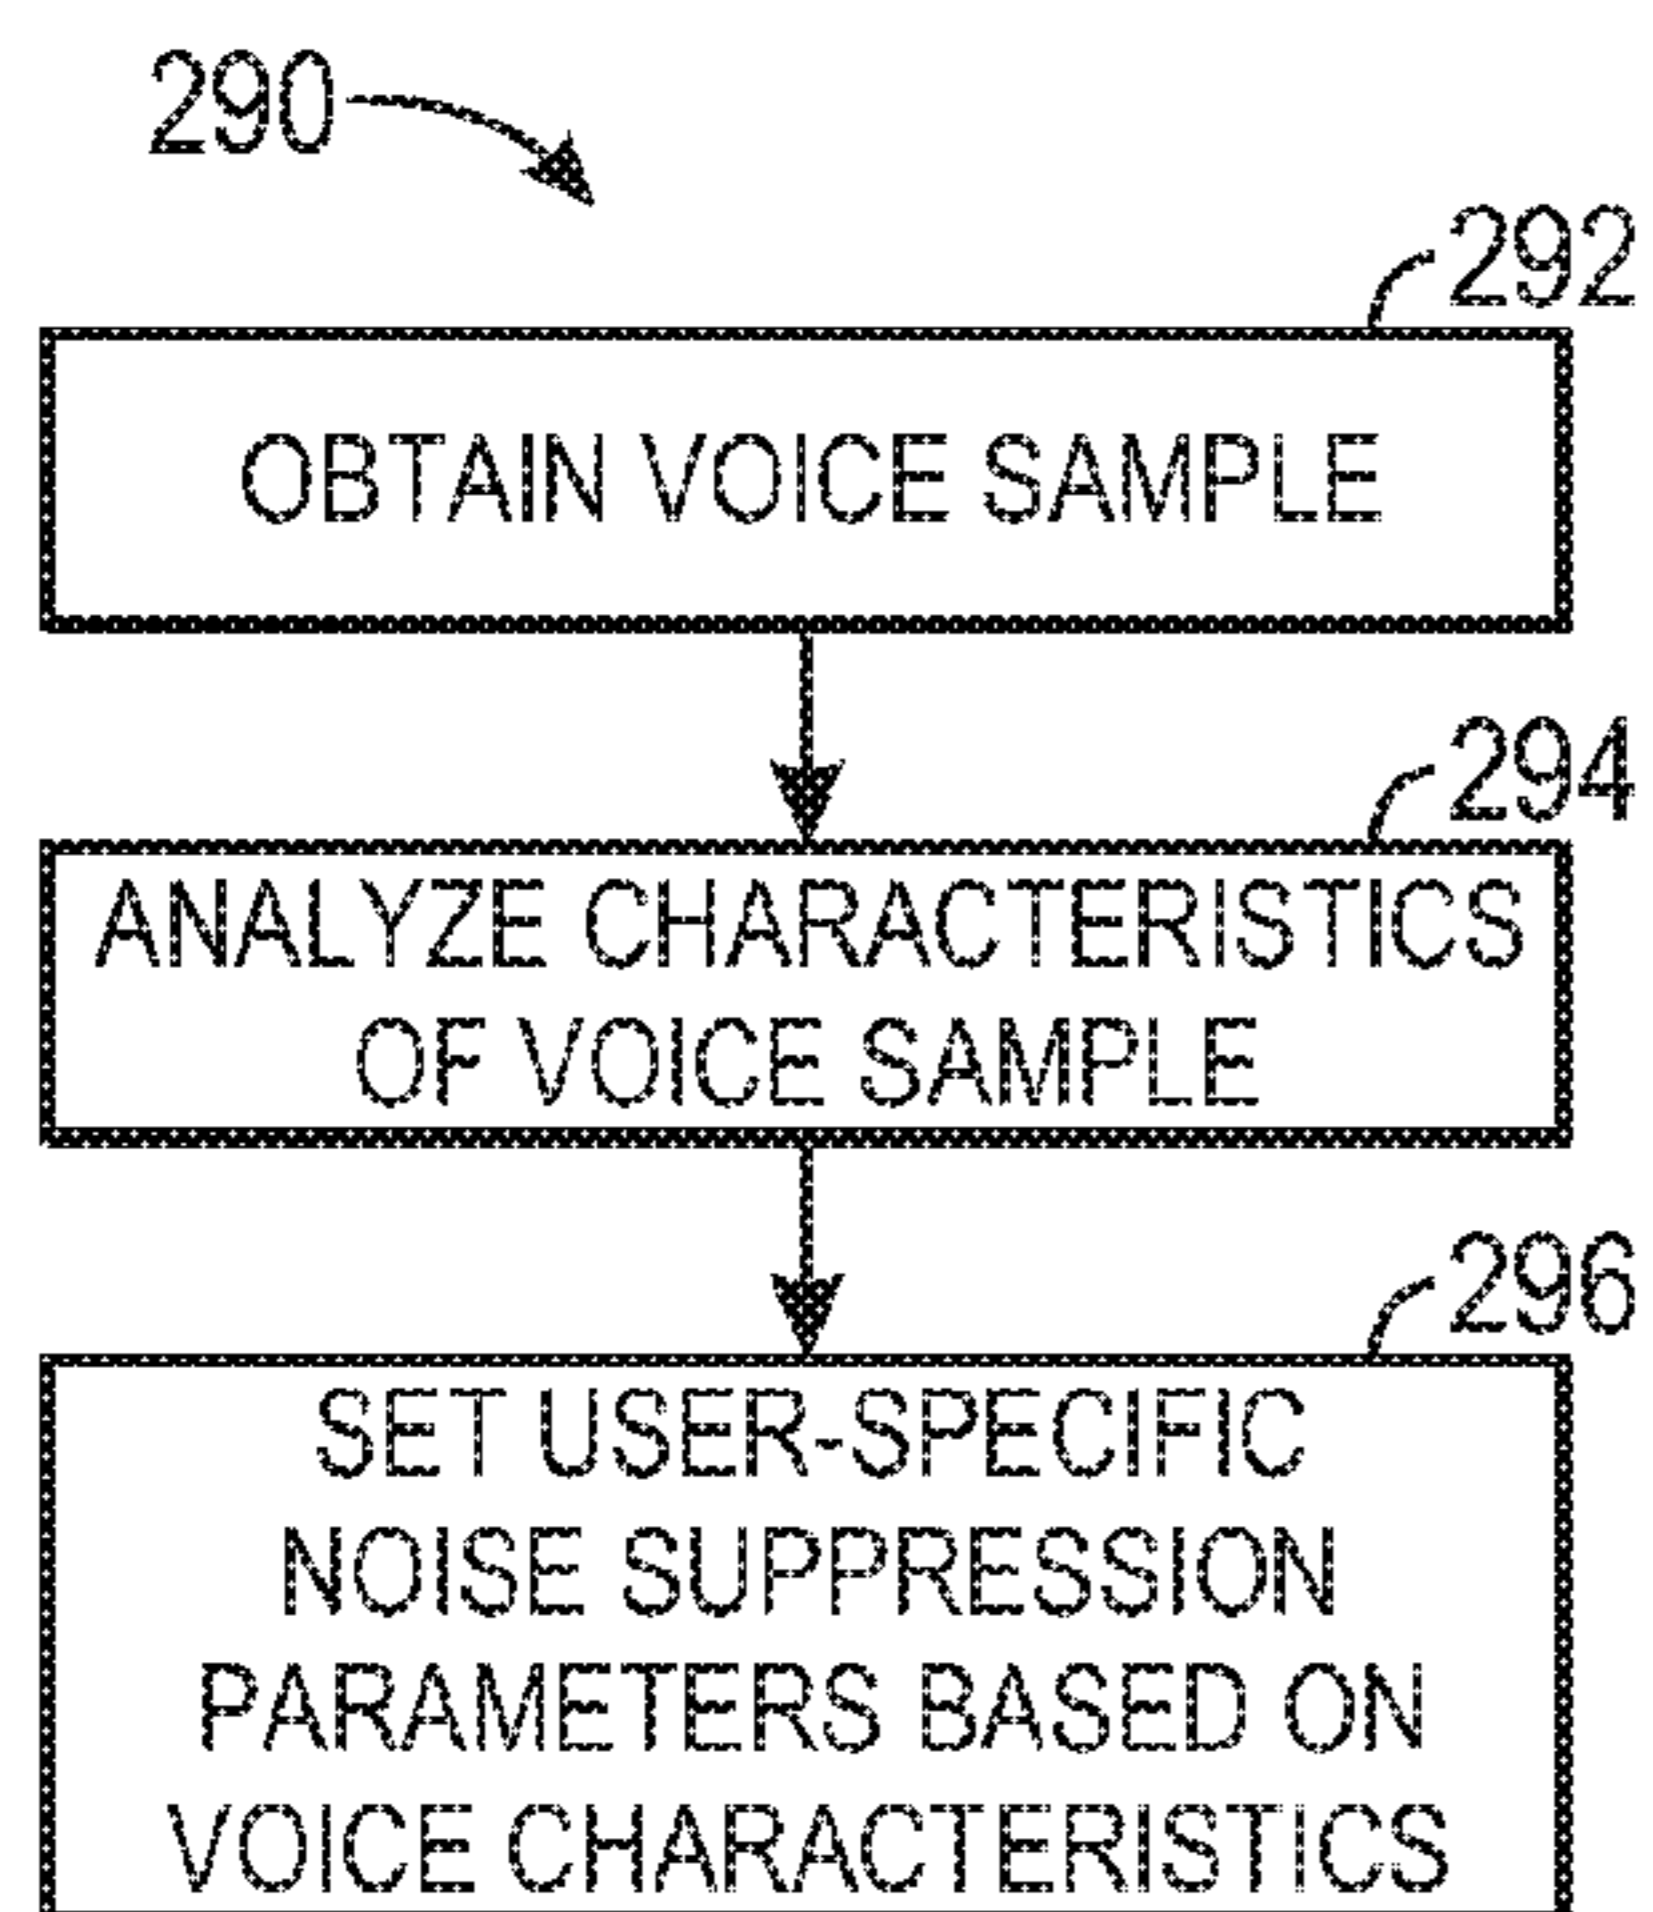 290
292
OBTAIN VOICE SAMPLE
294
ANALYZE CHARACTERISTICS
OF VOICE SAMPLE
296
SET USER-SPECIFIC
NOISE SUPPRESSION
PARAMETERS BASED ON
VOICE CHARACTERISTICS